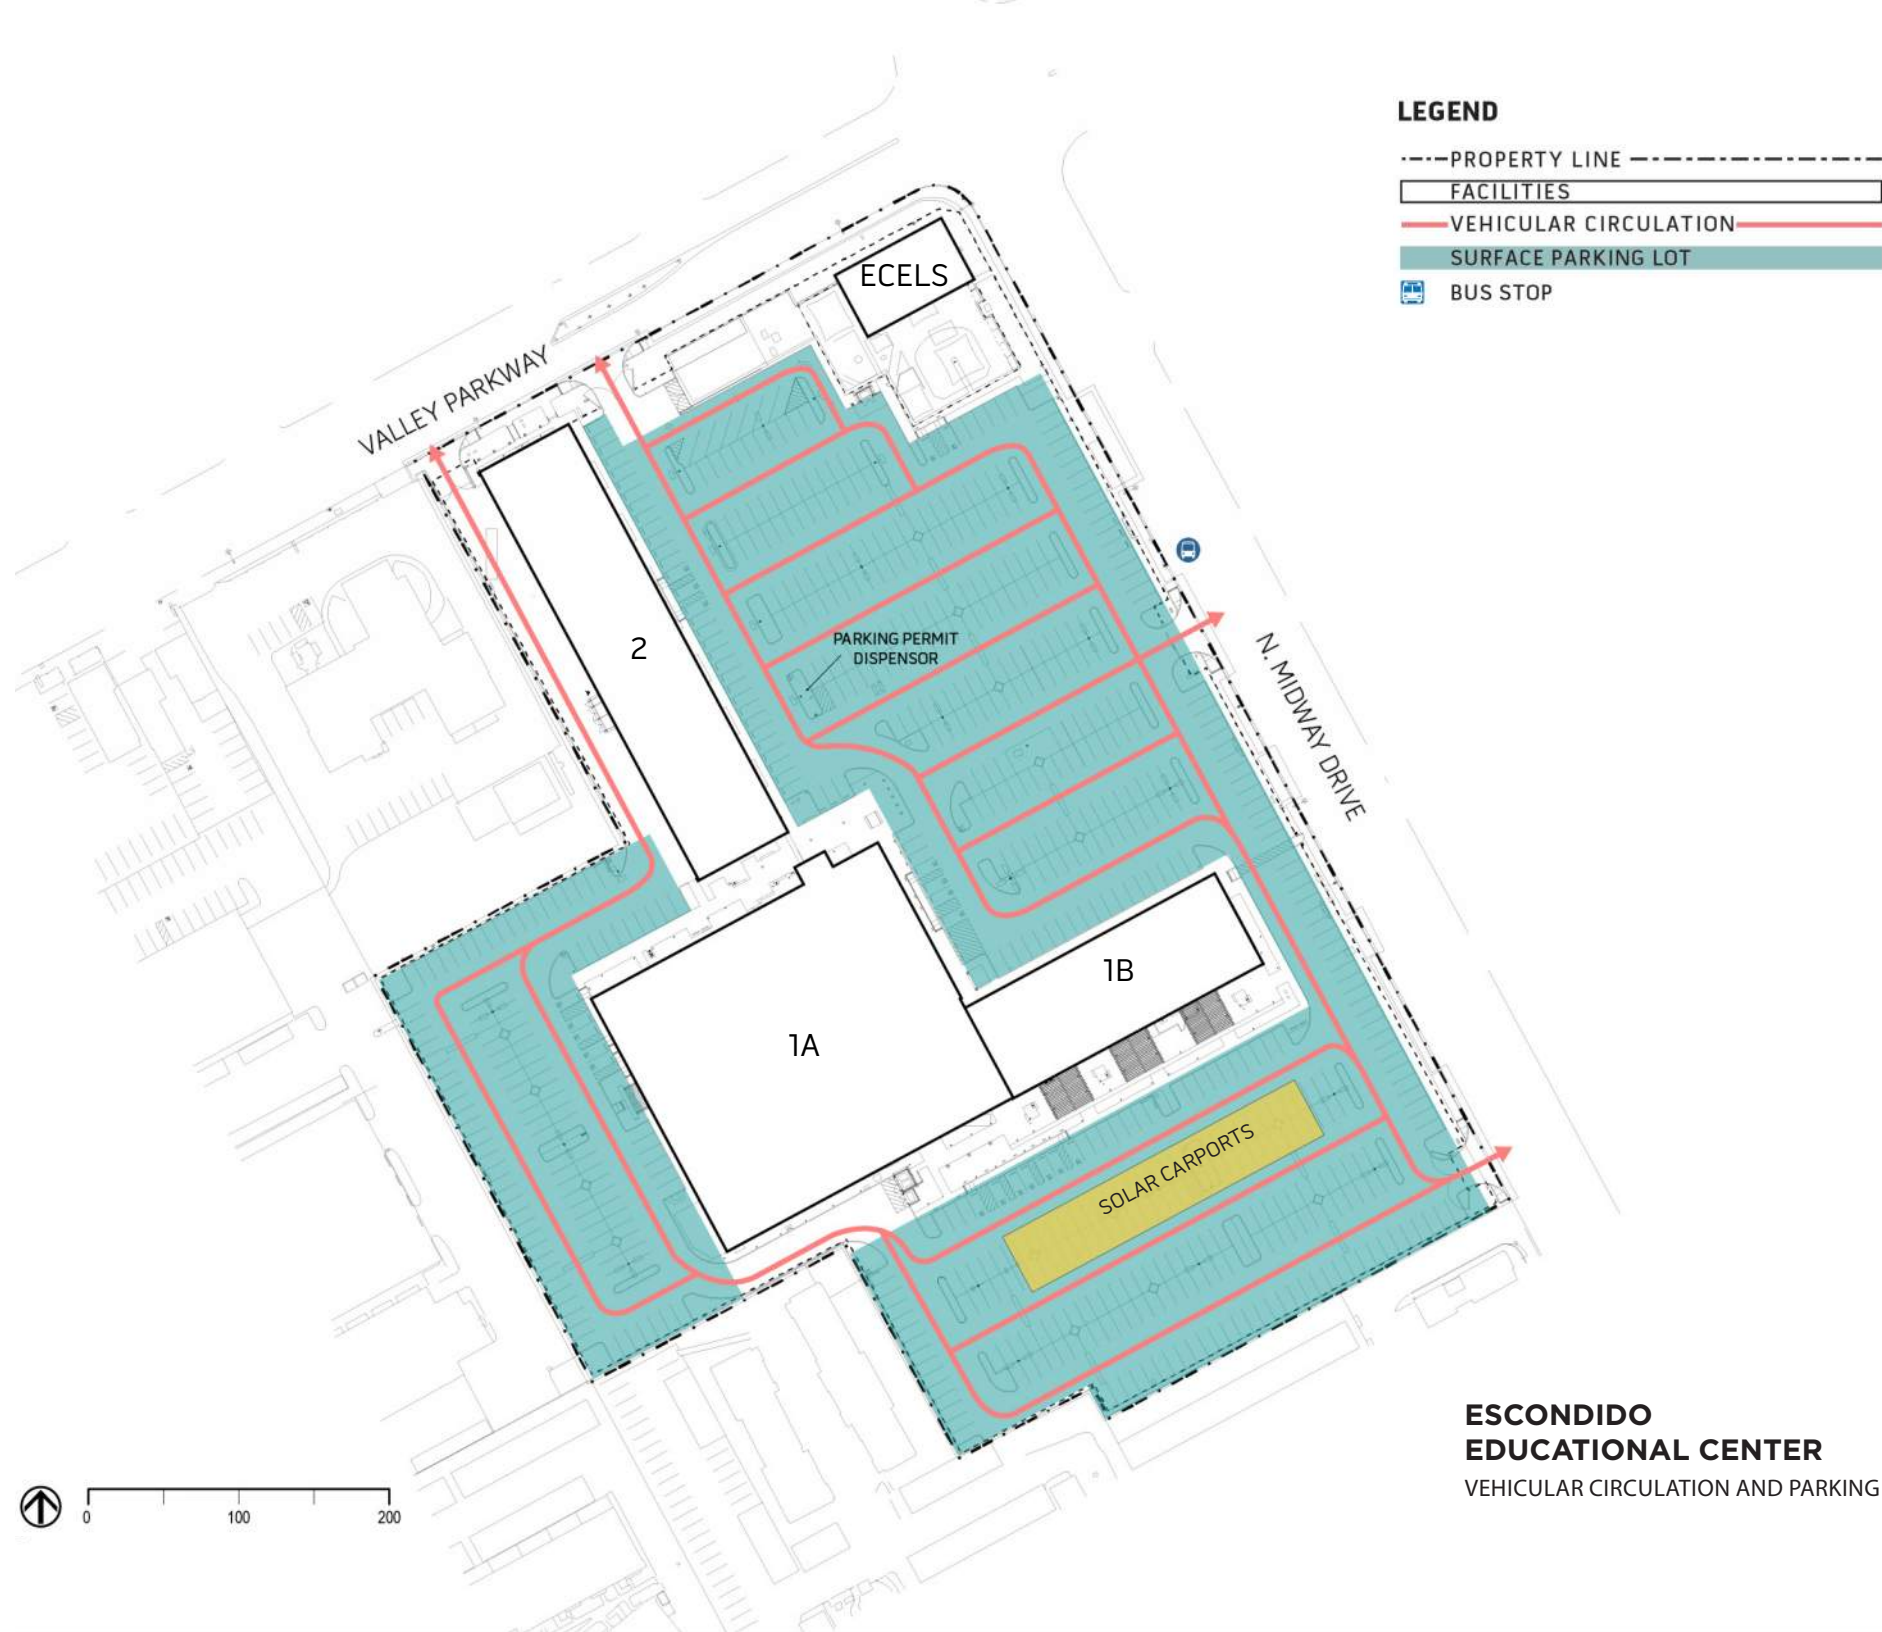 LEGEND
PROPERTY LINE
FACILITIES
VEHICULAR CIRCULATION
SURFACE PARKING LOT
BUS STOP
ECELS
VALLEY PARKWAY
2
PARKING PERMIT
DISPENSOR
N. MIDWAY DRIVE
1B
1A
SOLAR CARPORTS
ESCONDIDO
EDUCATIONAL CENTER
VEHICULAR CIRCULATION AND PARKING
0 100 200